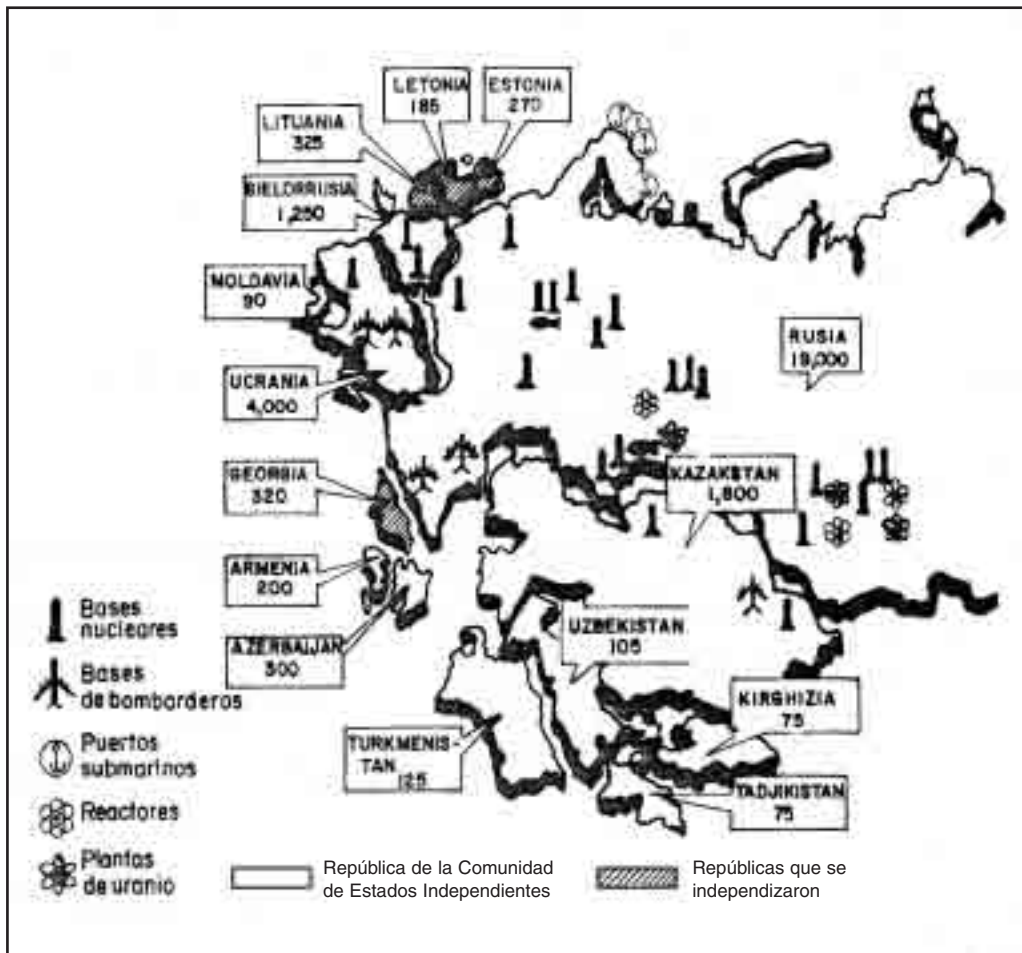 LETONIA
185
ESTONIA
270
LITUANIA
325
BIELORRUSIA
1,250
MOLDAVIA
90
RUSIA
19,000
UCRANIA
4,000
GEORGIA
320
KAZAKSTAN
1,800
ARMENIA
200
AZERBAIJAN
300
UZBEKISTAN
105
KIRGHIZIA
75
TURKMENIS-
TAN
125
TADJIKISTAN
75
Bases
nucleares
Bases
de bombarderos
Puertos
submarinos
Reactores
Plantas
de uranio
República de la Comunidad
de Estados Independientes
Repúblicas que se
independizaron